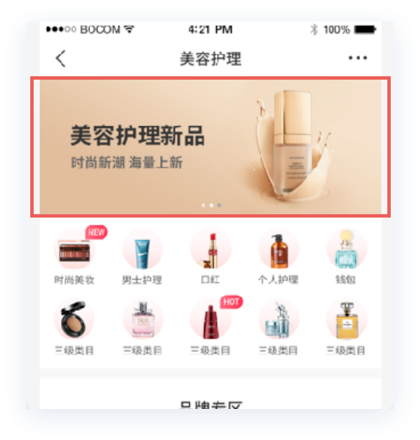 BOCOM 4:21 PM 100%
美容护理
美容护理新品
时尚新潮 海量上新
NEW
时尚美妆 男士护理 口红 个人护理 钱包
HOT
三级类目 三级类目 三级类目 三级类目 三级类目
品牌专区